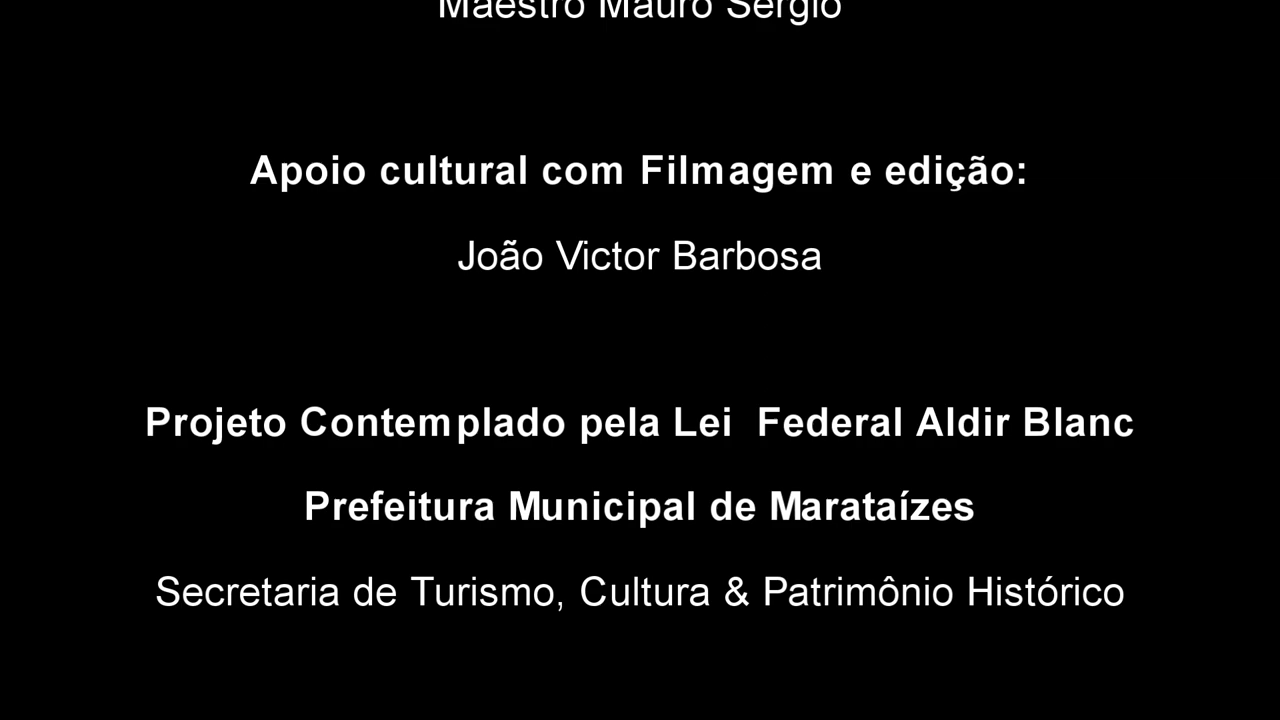 Maestro Mauro Sérgio
Apoio cultural com Filmagem e edição:
João Victor Barbosa
Projeto Contemplado pela Lei  Federal Aldir Blanc
Prefeitura Municipal de Marataízes
Secretaria de Turismo, Cultura & Patrimônio Histórico